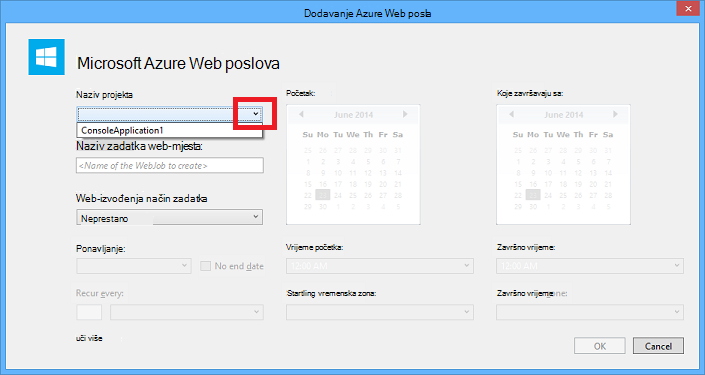 Dodavanje Azure Web posla
Microsoft Azure Web poslova
Naziv projekta
ConsoleApplication1
Naziv zadatka web-mjesta:
<Name of the WebJob to create>
Web-izvođenja način zadatka
Neprestano
Ponavljanje:
No end date
Recur every:
uči više
Početak:
June 2014
Su Mo Tu We Th Fr Sa
25 26 27 28 29 30 31
1 2 3 4 5 6 7
8 9 10 11 12 13 14
15 16 17 18 19 20 21
22 23 24 25 26 27 28
29 30 1 2 3 4 5
Vrijeme početka:
12:00 AM
Startling vremenska zona:
Koje završavaju sa:
June 2014
Su Mo Tu We Th Fr Sa
25 26 27 28 29 30 31
1 2 3 4 5 6 7
8 9 10 11 12 13 14
15 16 17 18 19 20 21
22 23 24 25 26 27 28
29 30 1 2 3 4 5
Završno vrijeme:
12:00 AM
Završno vrijeme zone:
OK
Cancel